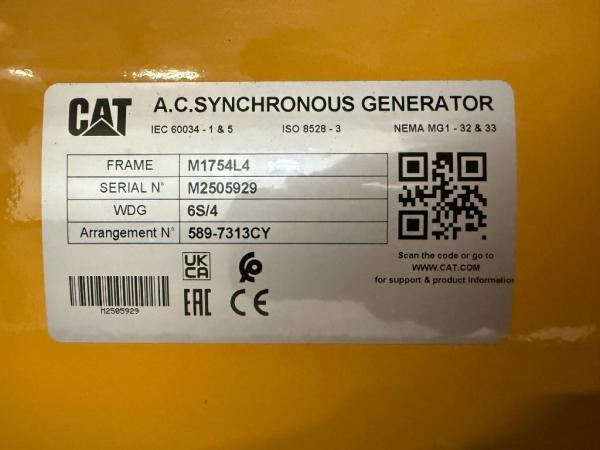 CAT A.C.SYNCHRONOUS GENERATOR
IEC 60034 - 1 & 5 ISO 8528 - 3 NEMA MG1 - 32 & 33
FRAME M1754L4
SERIAL N° M2505929
WDG 6S/4
Arrangement N° 589-7313CY
Scan the code or go to
WWW.CAT.COM
for support & product information
UK
CA
EAC CE
M2505929